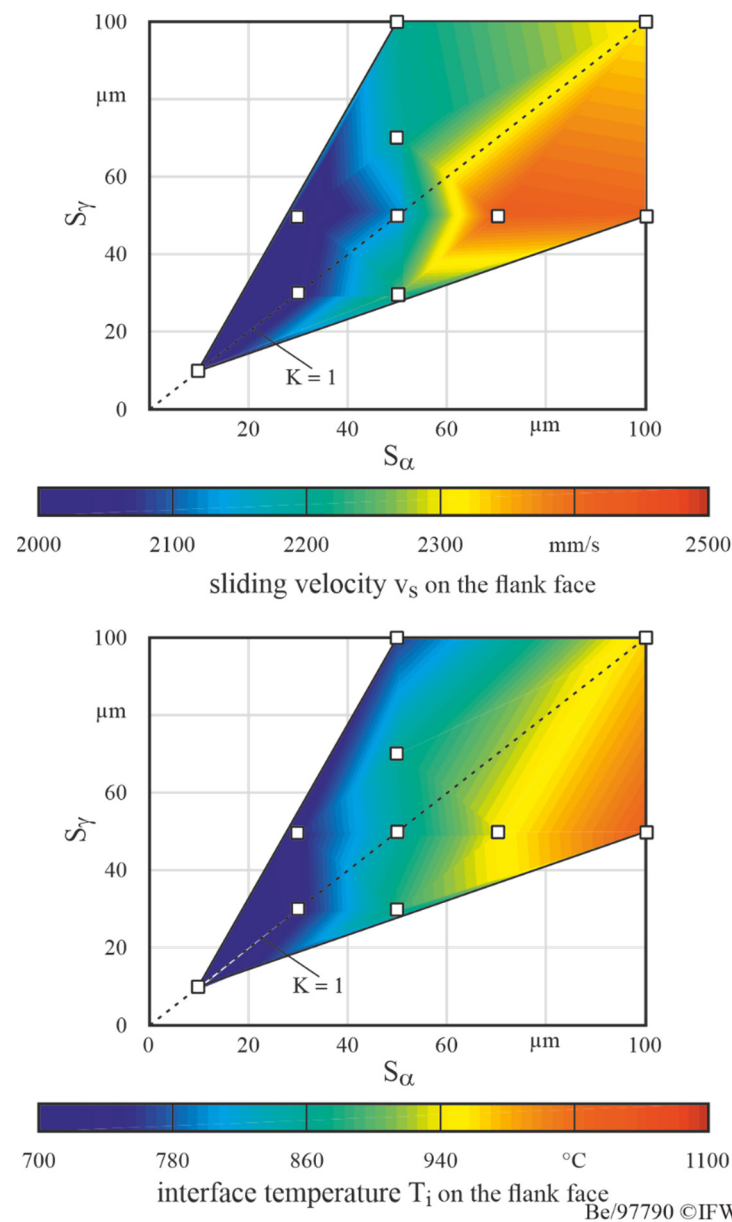 100
µm
60
Sγ
40
20
0
K = 1
20 40 60 µm 100
Sα
2000 2100 2200 2300 mm/s 2500
sliding velocity vs on the flank face
100
µm
60
Sγ
40
20
0
K = 1
0 20 40 60 µm 100
Sα
700 780 860 940 °C 1100
interface temperature Ti on the flank face
Be/97790 ©IFW